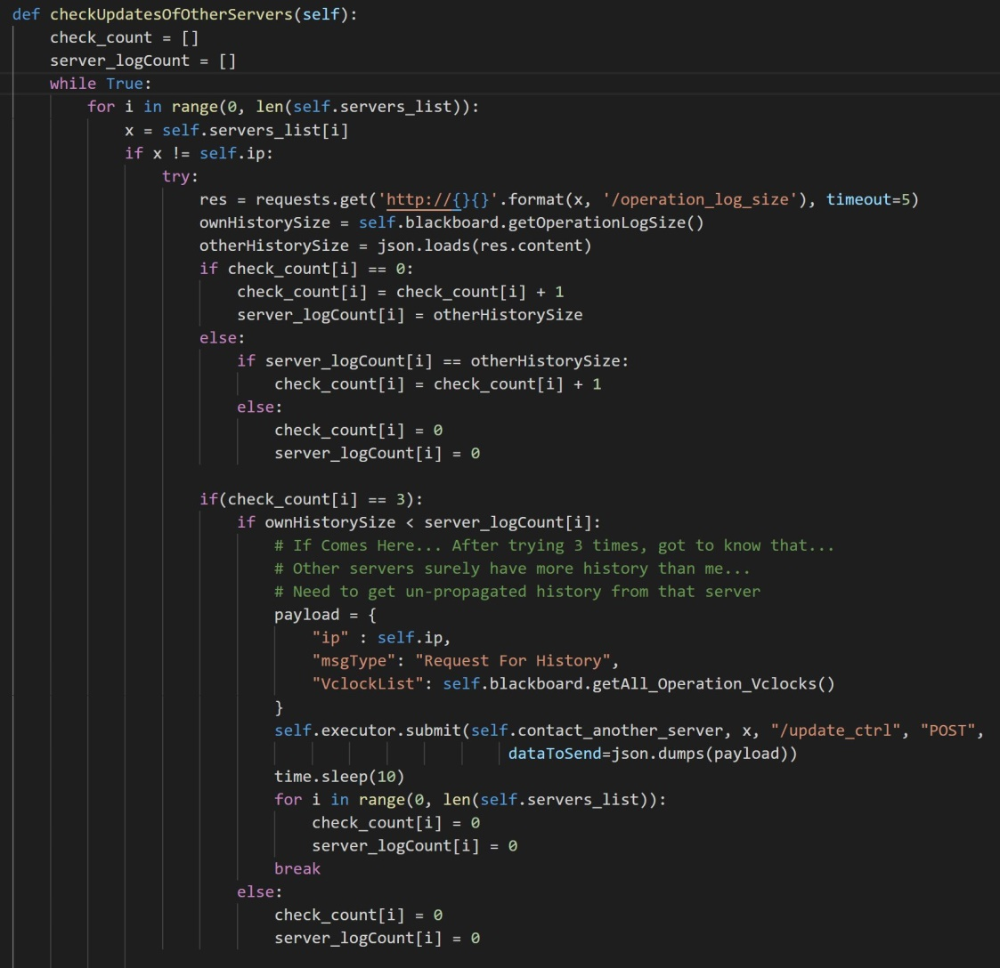 def checkUpdatesOfOtherServers(self):
    check_count = []
    server_logCount = []
    while True:
        for i in range(0, len(self.servers_list)):
            x = self.servers_list[i]
            if x != self.ip:
                try:
                    res = requests.get('http://{}{}'.format(x, '/operation_log_size'), timeout=5)
                    ownHistorySize = self.blackboard.getOperationLogSize()
                    otherHistorySize = json.loads(res.content)
                    if check_count[i] == 0:
                        check_count[i] = check_count[i] + 1
                        server_logCount[i] = otherHistorySize
                    else:
                        if server_logCount[i] == otherHistorySize:
                            check_count[i] = check_count[i] + 1
                        else:
                            check_count[i] = 0
                            server_logCount[i] = 0

                    if(check_count[i] == 3):
                        if ownHistorySize < server_logCount[i]:
                            # If Comes Here... After trying 3 times, got to know that...
                            # Other servers surely have more history than me...
                            # Need to get un-propagated history from that server
                            payload = {
                                "ip" : self.ip,
                                "msgType": "Request For History",
                                "VclockList": self.blackboard.getAll_Operation_Vclocks()
                            }
                            self.executor.submit(self.contact_another_server, x, "/update_ctrl", "POST",
                                                     dataToSend=json.dumps(payload))
                            time.sleep(10)
                            for i in range(0, len(self.servers_list)):
                                check_count[i] = 0
                                server_logCount[i] = 0
                            break
                        else:
                            check_count[i] = 0
                            server_logCount[i] = 0